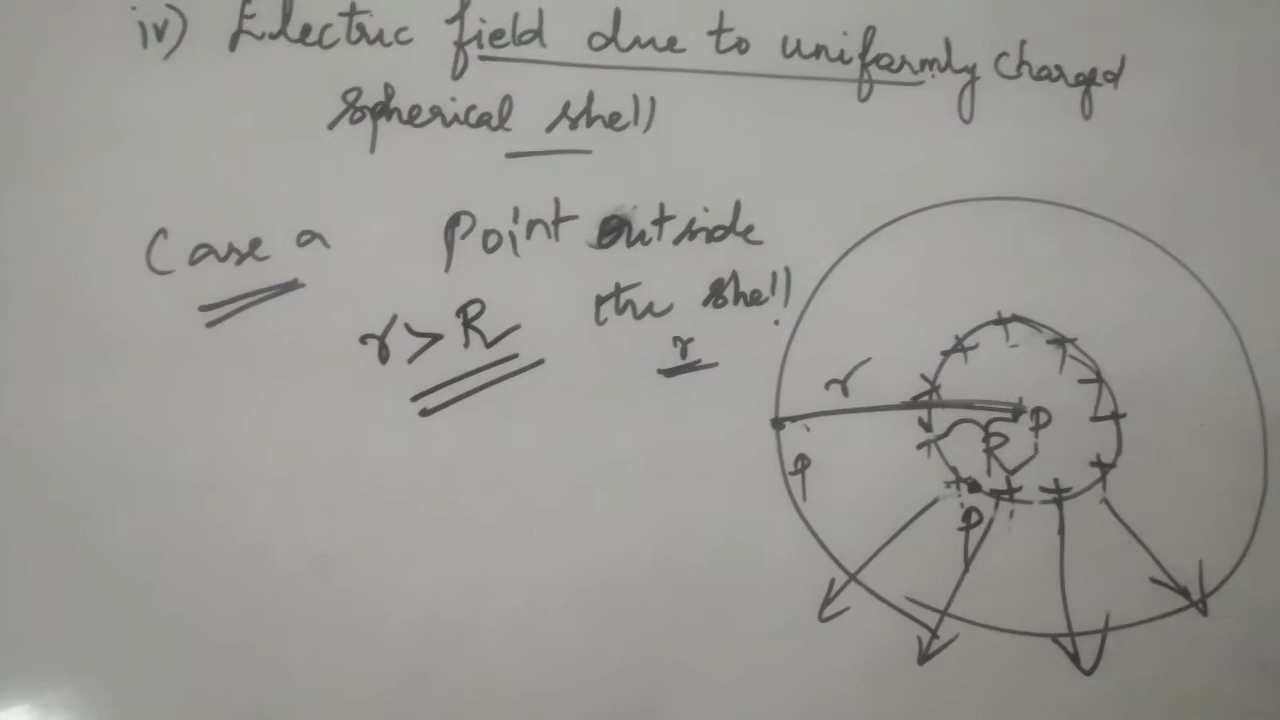 iv) Electric field due to uniformly charged
spherical shell
Case a point outside
the shell
r > R
r
r
P
R
P
P